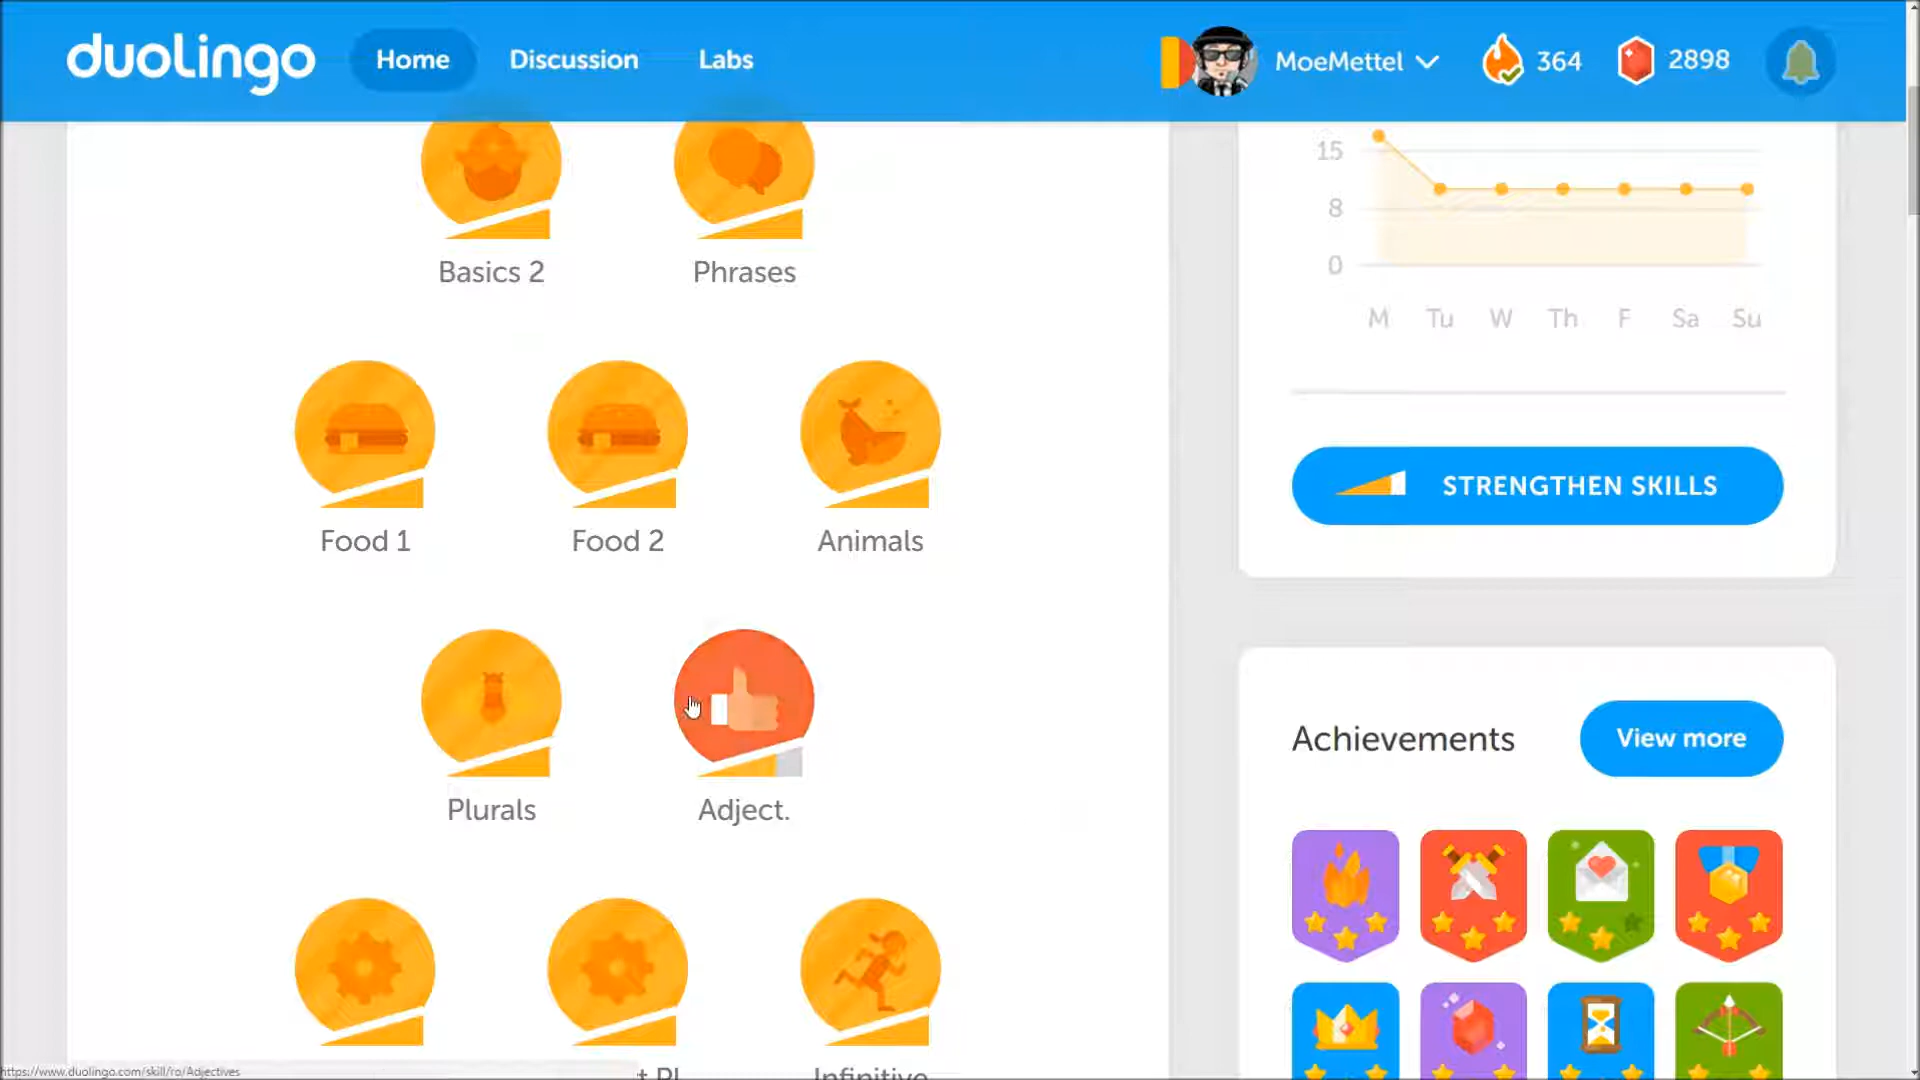 duolingo Home Discussion Labs MoeMettel 364 2898
Basics 2 Phrases
Food 1 Food 2 Animals
Plurals Adject.
15
8
0
M Tu W Th F Sa Su
STRENGTHEN SKILLS
Achievements View more
https://www.duolingo.com/skill/ro/Adjectives